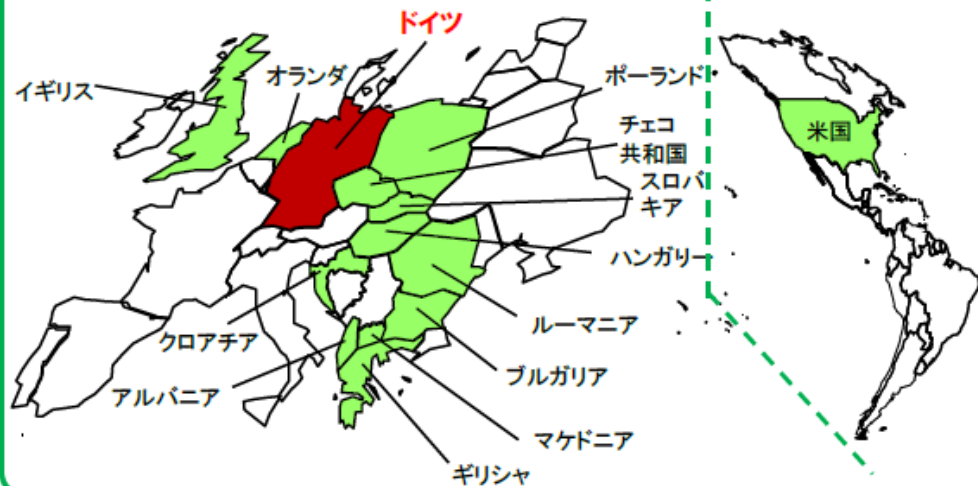 ドイツ
イギリス
オランダ
ポーランド
チェコ
共和国
スロバ
キア
ハンガリー
ルーマニア
ブルガリア
マケドニア
ギリシャ
アルバニア
クロアチア
米国